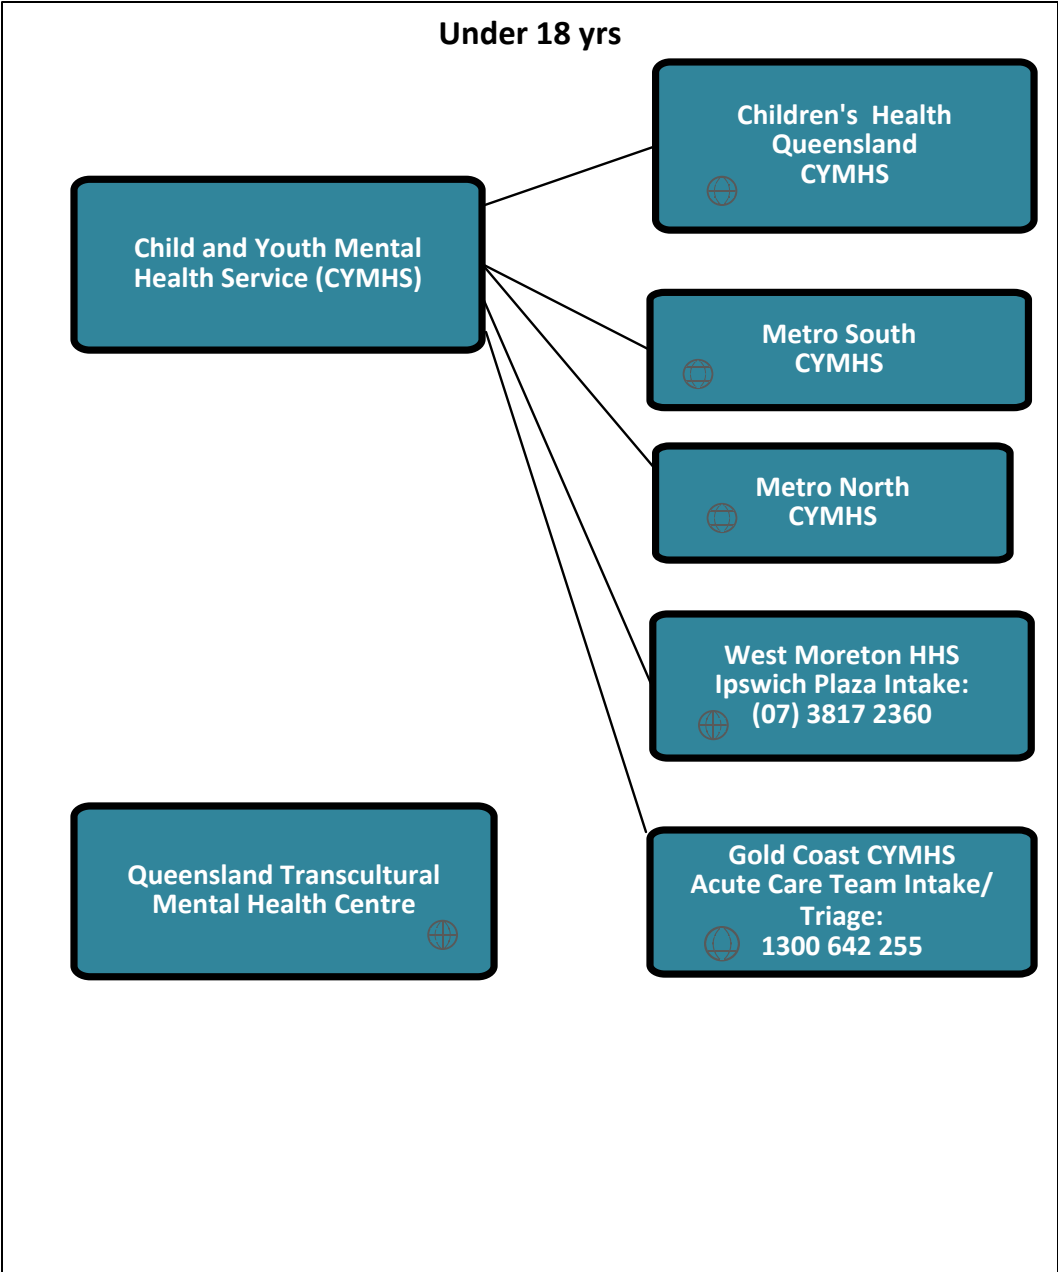 Under 18 yrs
Child and Youth Mental
Health Service (CYMHS)
Children's  Health
Queensland
CYMHS
Metro South
CYMHS
Metro North
CYMHS
West Moreton HHS
Ipswich Plaza Intake:
(07) 3817 2360
Queensland Transcultural
Mental Health Centre
Gold Coast CYMHS
Acute Care Team Intake/
Triage:
1300 642 255